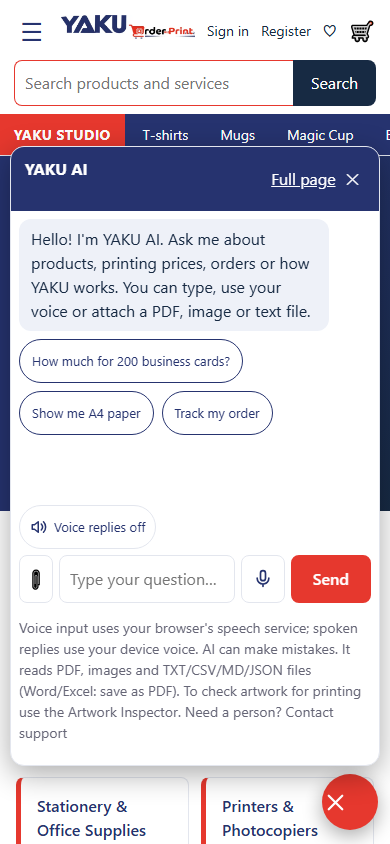 YAKU
Order-Print.
Sign in
Register
Search products and services
Search
YAKU STUDIO
T-shirts
Mugs
Magic Cup
YAKU AI
Full page
Hello! I'm YAKU AI. Ask me about
products, printing prices, orders or how
YAKU works. You can type, use your
voice or attach a PDF, image or text file.
How much for 200 business cards?
Show me A4 paper
Track my order
Voice replies off
Type your question...
Send
Voice input uses your browser's speech service; spoken
replies use your device voice. AI can make mistakes. It
reads PDF, images and TXT/CSV/MD/JSON files
(Word/Excel: save as PDF). To check artwork for printing
use the Artwork Inspector. Need a person? Contact
support
Stationery &
Office Supplies
Printers &
Photocopiers